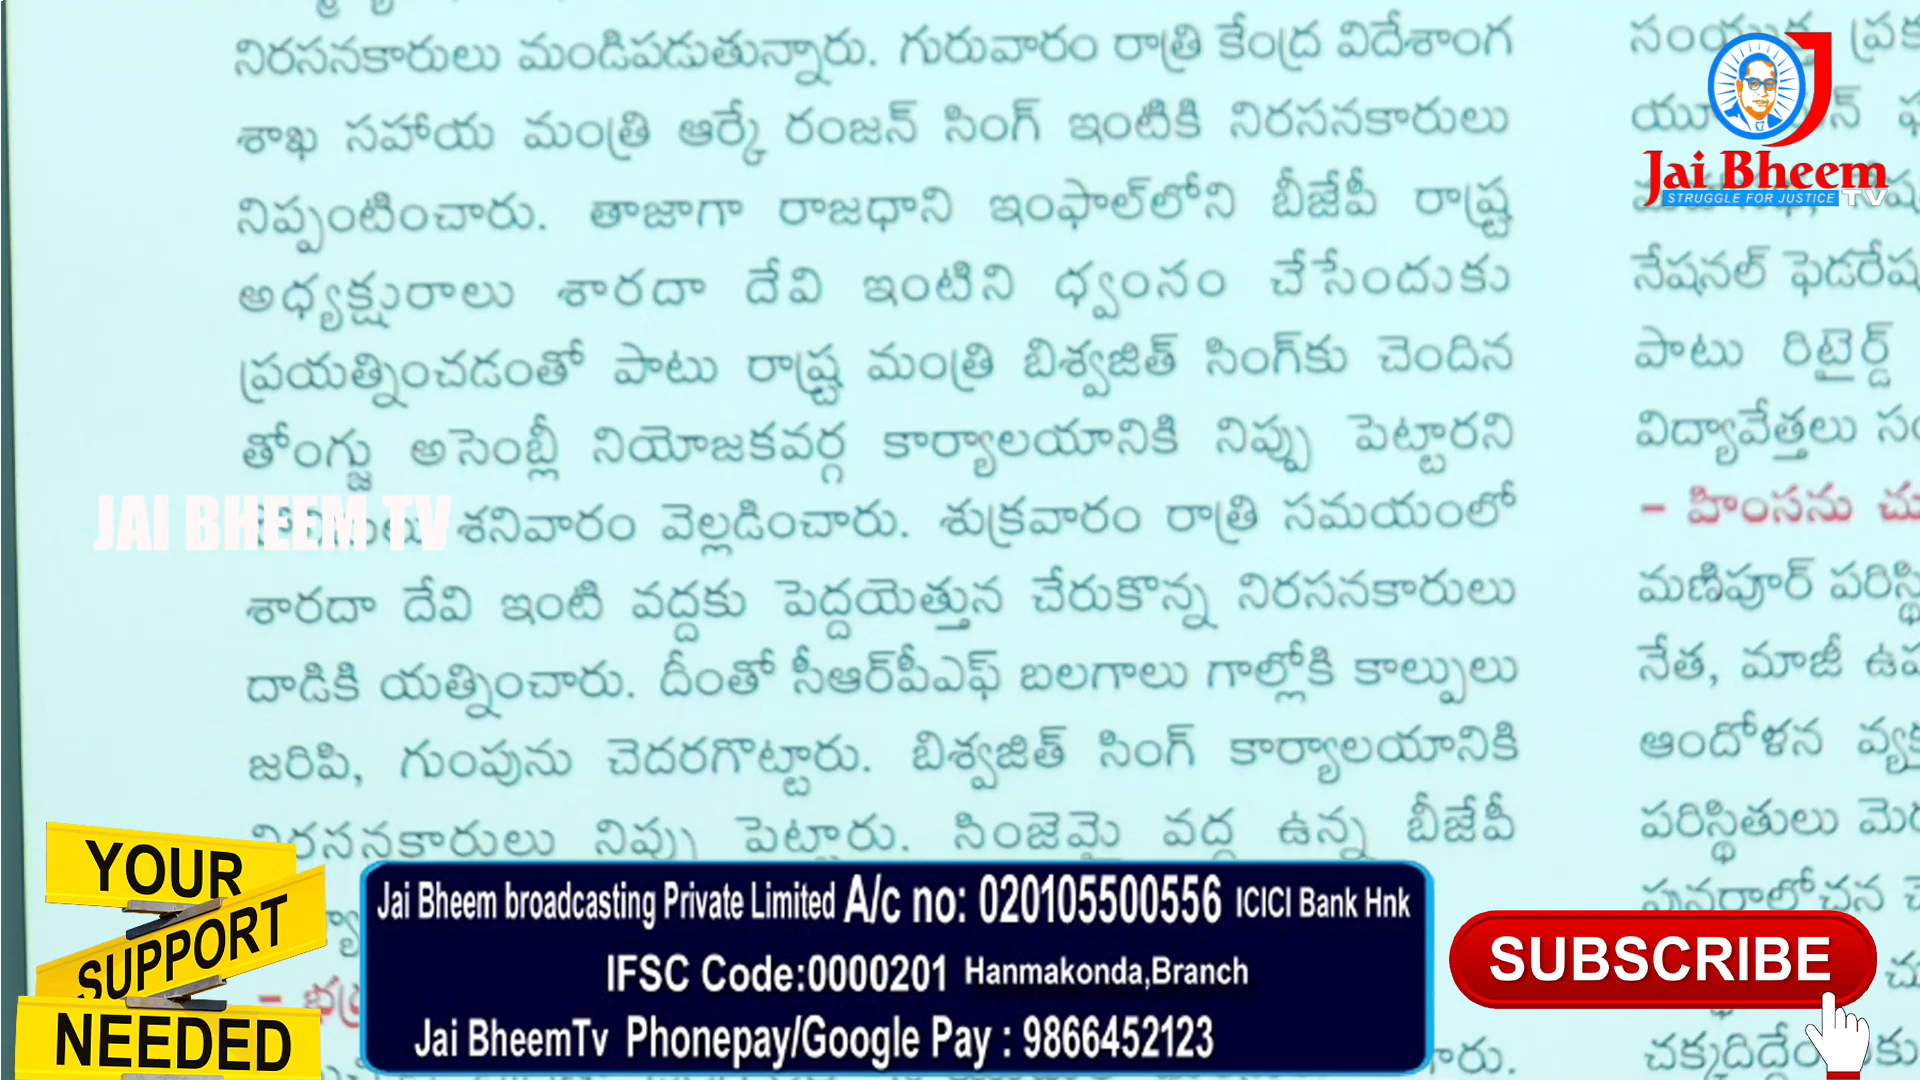 నిరసనకారులు మండిపడుతున్నారు. గురువారం రాత్రి కేంద్ర విదేశాంగ
శాఖ సహాయ మంత్రి ఆర్కే రంజన్ సింగ్ ఇంటికి నిరసనకారులు
నిప్పంటించారు. తాజాగా రాజధాని ఇంఫాల్‌లోని బీజేపీ రాష్ట్ర
అధ్యక్షురాలు శారదా దేవి ఇంటిని ధ్వంసం చేసేందుకు
ప్రయత్నించడంతో పాటు రాష్ట్ర మంత్రి బిశ్వజిత్ సింగ్‌కు చెందిన
తోంగ్జు అసెంబ్లీ నియోజకవర్గ కార్యాలయానికి నిప్పు పెట్టారని
శనివారం వెల్లడించారు. శుక్రవారం రాత్రి సమయంలో
శారదా దేవి ఇంటి వద్దకు పెద్దయెత్తున చేరుకొన్న నిరసనకారులు
దాడికి యత్నించారు. దీంతో సీఆర్‌పీఎఫ్ బలగాలు గాల్లోకి కాల్పులు
జరిపి, గుంపును చెదరగొట్టారు. బిశ్వజిత్ సింగ్ కార్యాలయానికి
నిరసనకారులు నిప్పు పెట్టారు. సింజెమై వద్ద ఉన్న బీజేపీ
సంయుక్త
నేషనల్ ఫెడరేష
పాటు రిటైర్డ్
విద్యావేత్తలు
- హింసను
మణిపూర్ పరిస్థి
నేత, మాజీ ఉప
ఆందోళన వ్యక్త
పరిస్థితులు
పునరాలోచన
Jai Bheem
STRUGGLE FOR JUSTICE TV
JAI BHEEM TV
YOUR
SUPPORT
NEEDED
Jai Bheem broadcasting Private Limited A/c no: 020105500556 ICICI Bank Hnk
IFSC Code:0000201 Hanmakonda,Branch
Jai BheemTv Phonepay/Google Pay : 9866452123
SUBSCRIBE